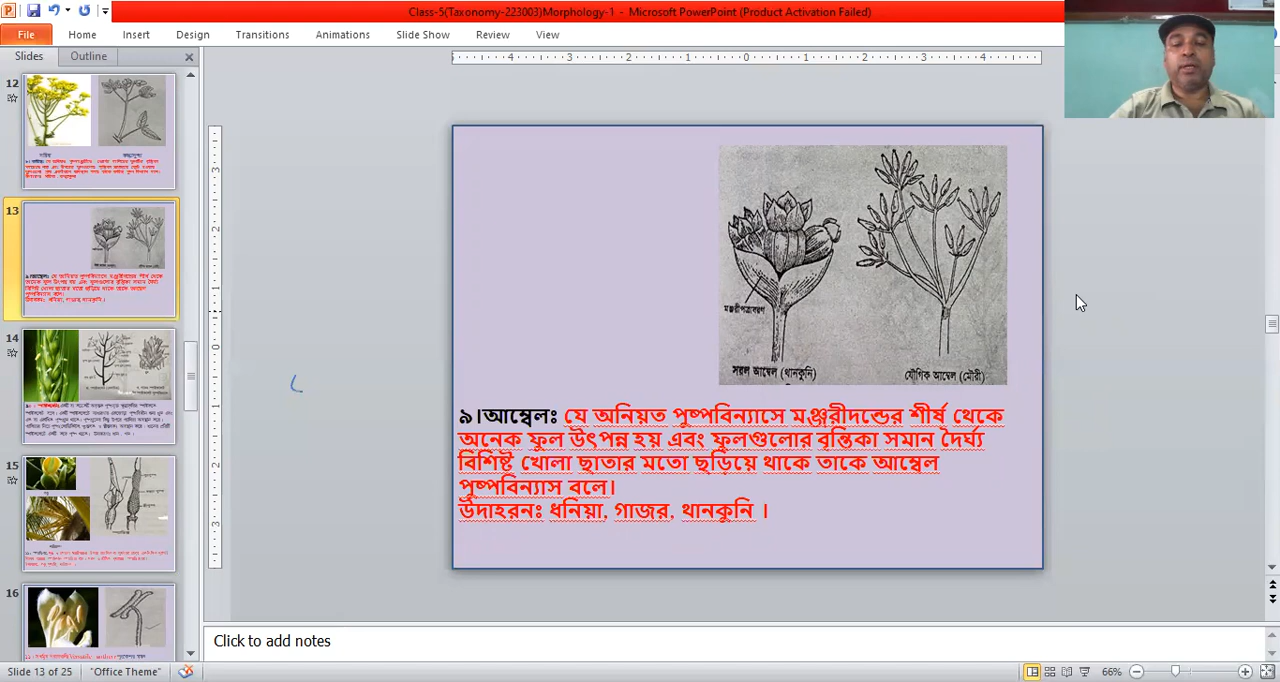 Class-5(Taxonomy-223003)Morphology-1 - Microsoft PowerPoint (Product Activation Failed)
File Home Insert Design Transitions Animations Slide Show Review View
Slides Outline
12
13
14
15
16
মঞ্জরীপত্রাবরণ
সরল আম্বেল (থানকুনি)
যৌগিক আম্বেল (মৌরী)
৯।আম্বেলঃ যে অনিয়ত পুষ্পবিন্যাসে মঞ্জরীদন্ডের শীর্ষ থেকে
অনেক ফুল উৎপন্ন হয় এবং ফুলগুলোর বৃন্তিকা সমান দৈর্ঘ্য
বিশিষ্ট খোলা ছাতার মতো ছড়িয়ে থাকে তাকে আম্বেল
পুষ্পবিন্যাস বলে।
উদাহরনঃ ধনিয়া, গাজর, থানকুনি ।
Click to add notes
Slide 13 of 25 "Office Theme" 66%